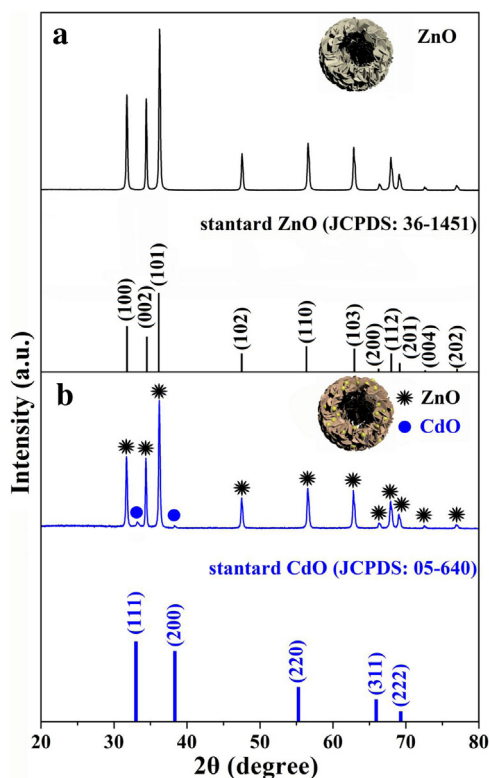 a
ZnO
stantard ZnO (JCPDS: 36-1451)
(100)
(002)
(101)
(102)
(110)
(103)
(200)
(112)
(201)
(004)
(202)
b
ZnO
CdO
stantard CdO (JCPDS: 05-640)
(111)
(200)
(220)
(311)
(222)
Intensity (a.u.)
20 30 40 50 60 70 80
2θ (degree)